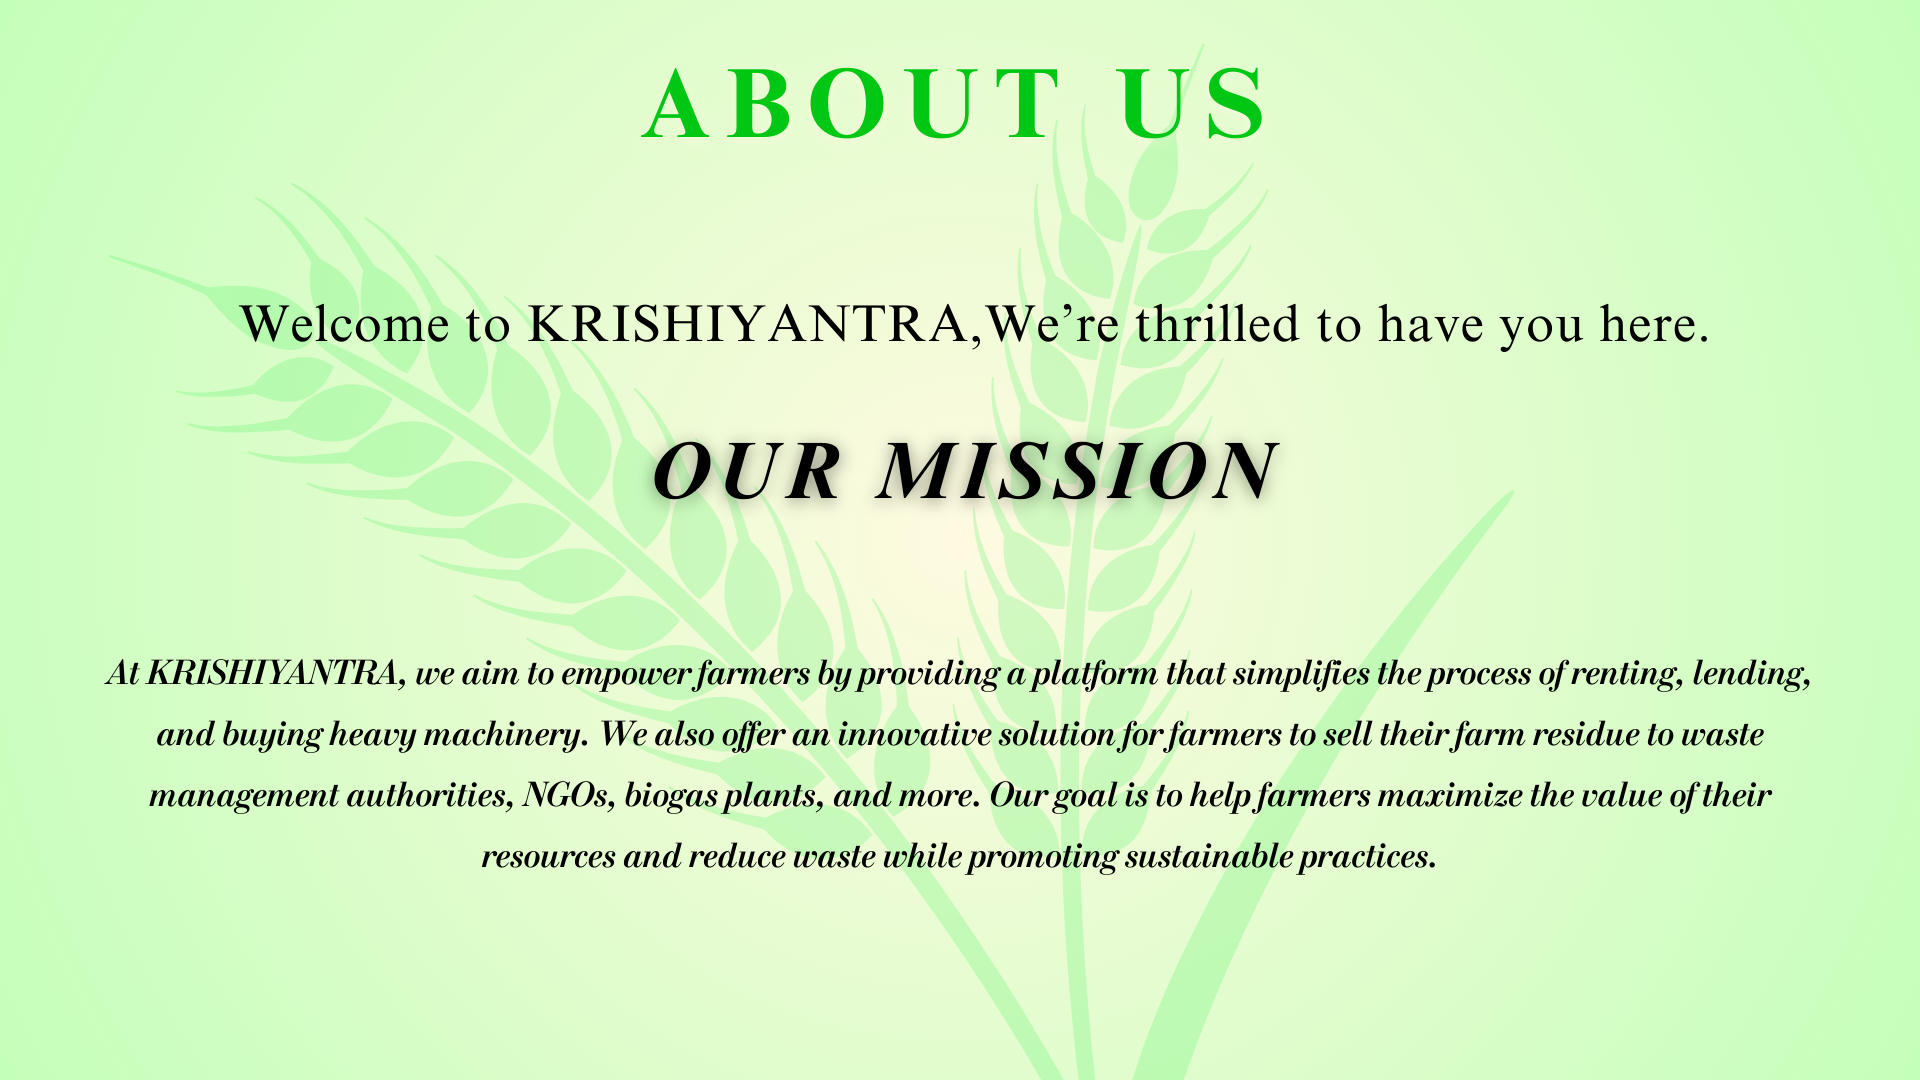 ABOUT US
Welcome to KRISHIYANTRA,We’re thrilled to have you here.
OUR MISSION
At KRISHIYANTRA, we aim to empower farmers by providing a platform that simplifies the process of renting, lending,
and buying heavy machinery. We also offer an innovative solution for farmers to sell their farm residue to waste
management authorities, NGOs, biogas plants, and more. Our goal is to help farmers maximize the value of their
resources and reduce waste while promoting sustainable practices.